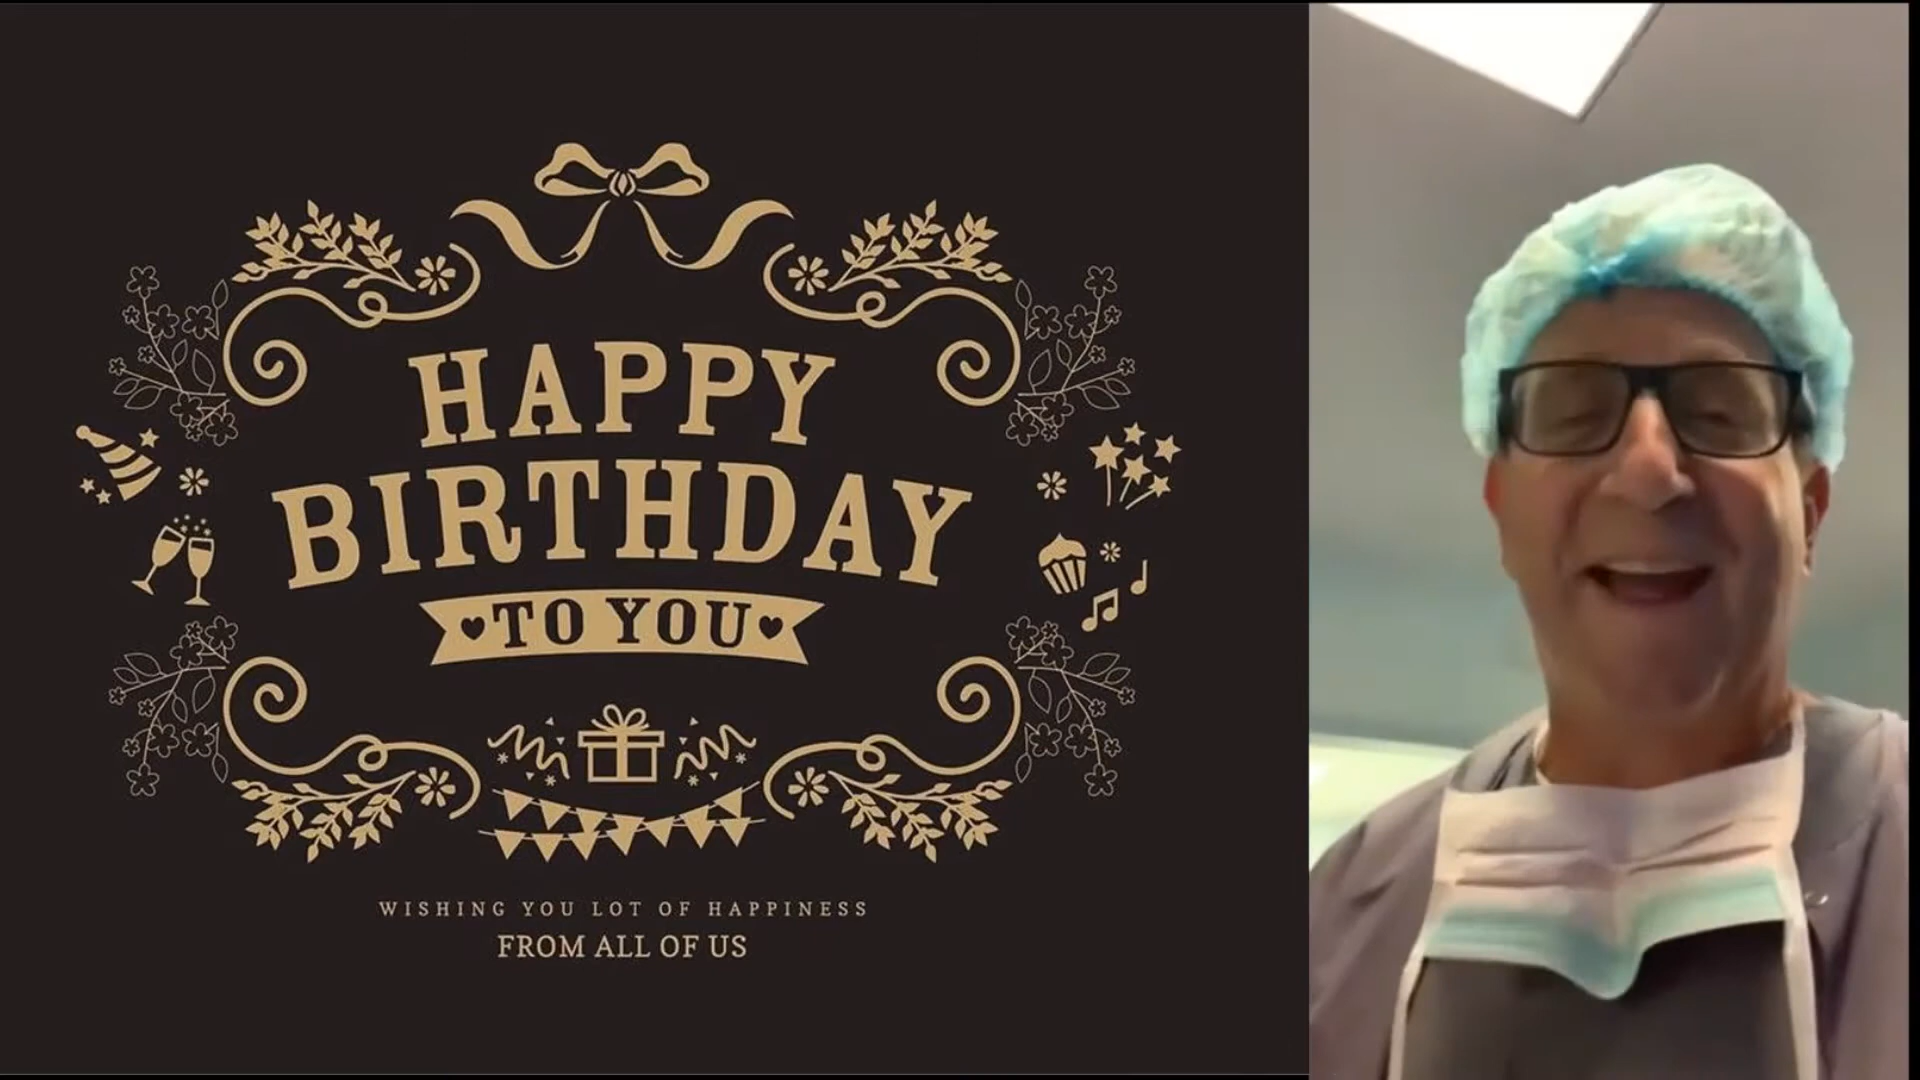 HAPPY
BIRTHDAY
TO YOU
WISHING YOU LOT OF HAPPINESS
FROM ALL OF US